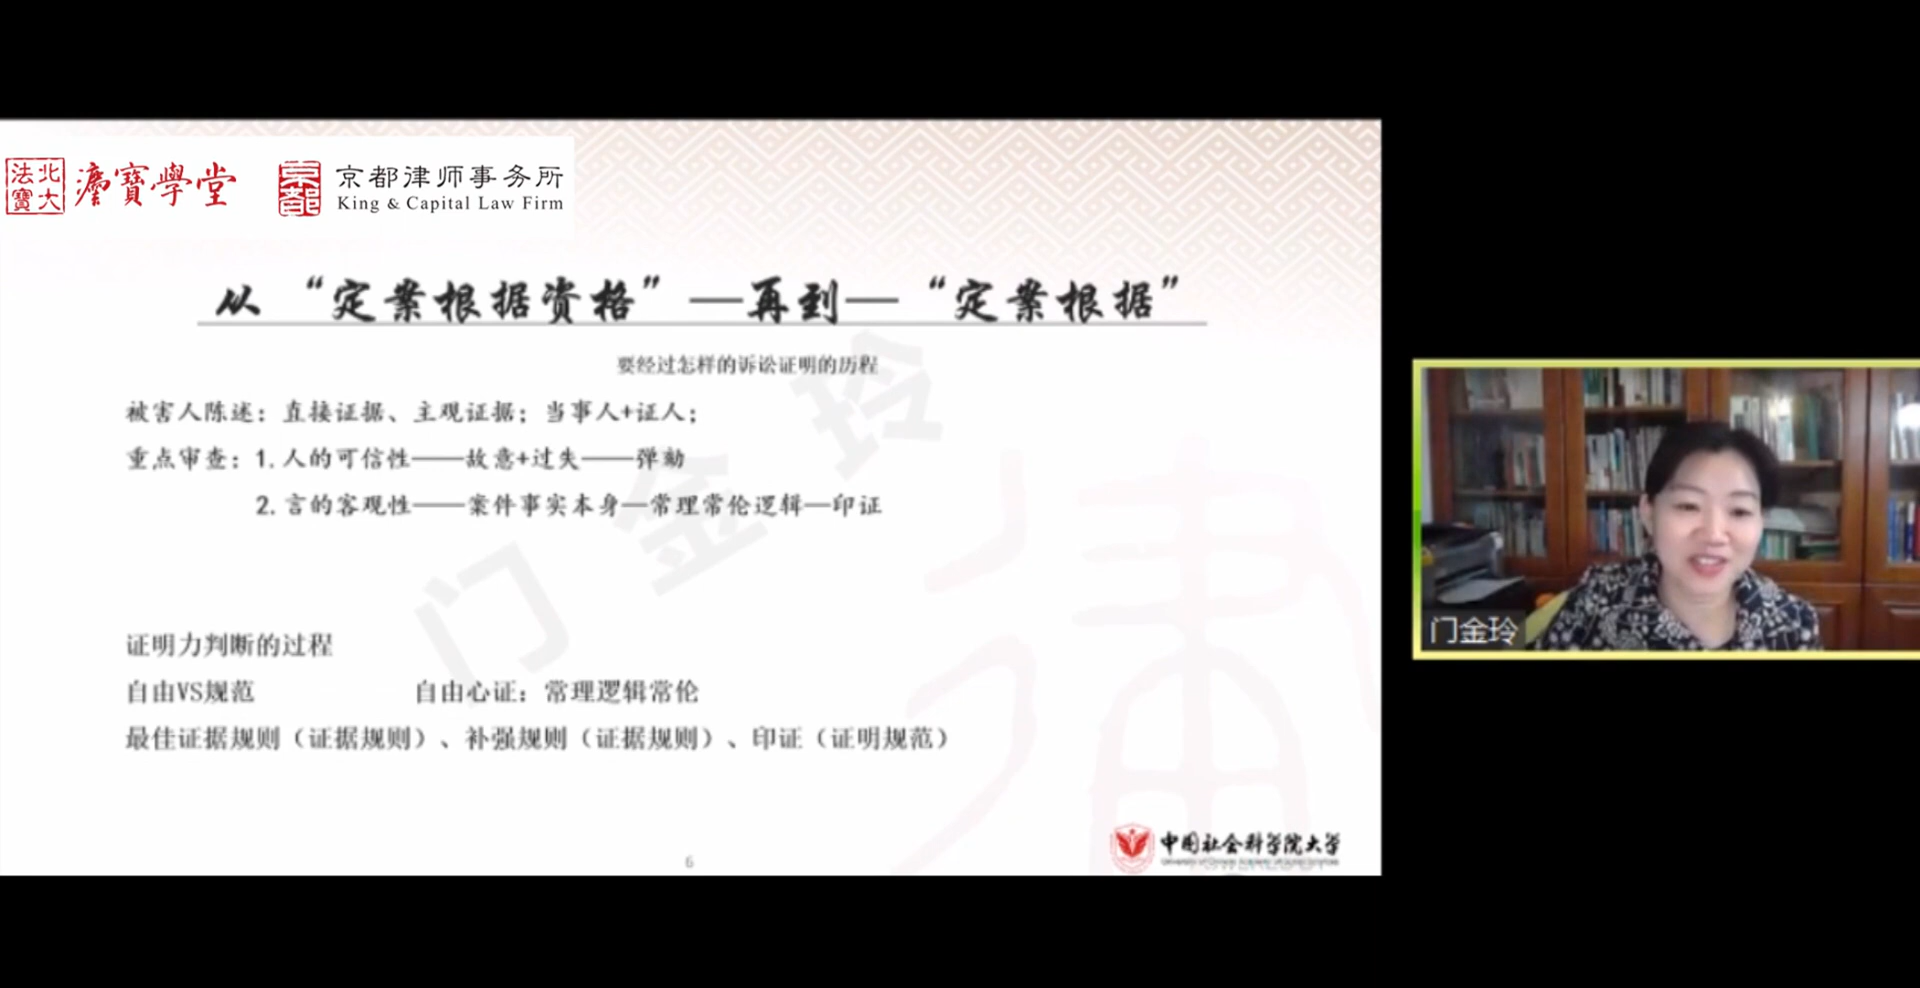 北大法寶
法寶學堂
京都
京都律师事务所
King & Capital Law Firm
从“定案根据资格”—再到—“定案根据”
要经过怎样的诉讼证明的历程
被害人陈述：直接证据、主观证据；当事人+证人；
重点审查：1.人的可信性——故意+过失——弹劾
2.言的客观性——案件事实本身—常理常伦逻辑—印证
证明力判断的过程
自由VS规范 自由心证：常理逻辑常伦
最佳证据规则（证据规则）、补强规则（证据规则）、印证（证明规范）
门金玲
6
中国社会科学院大学
门金玲